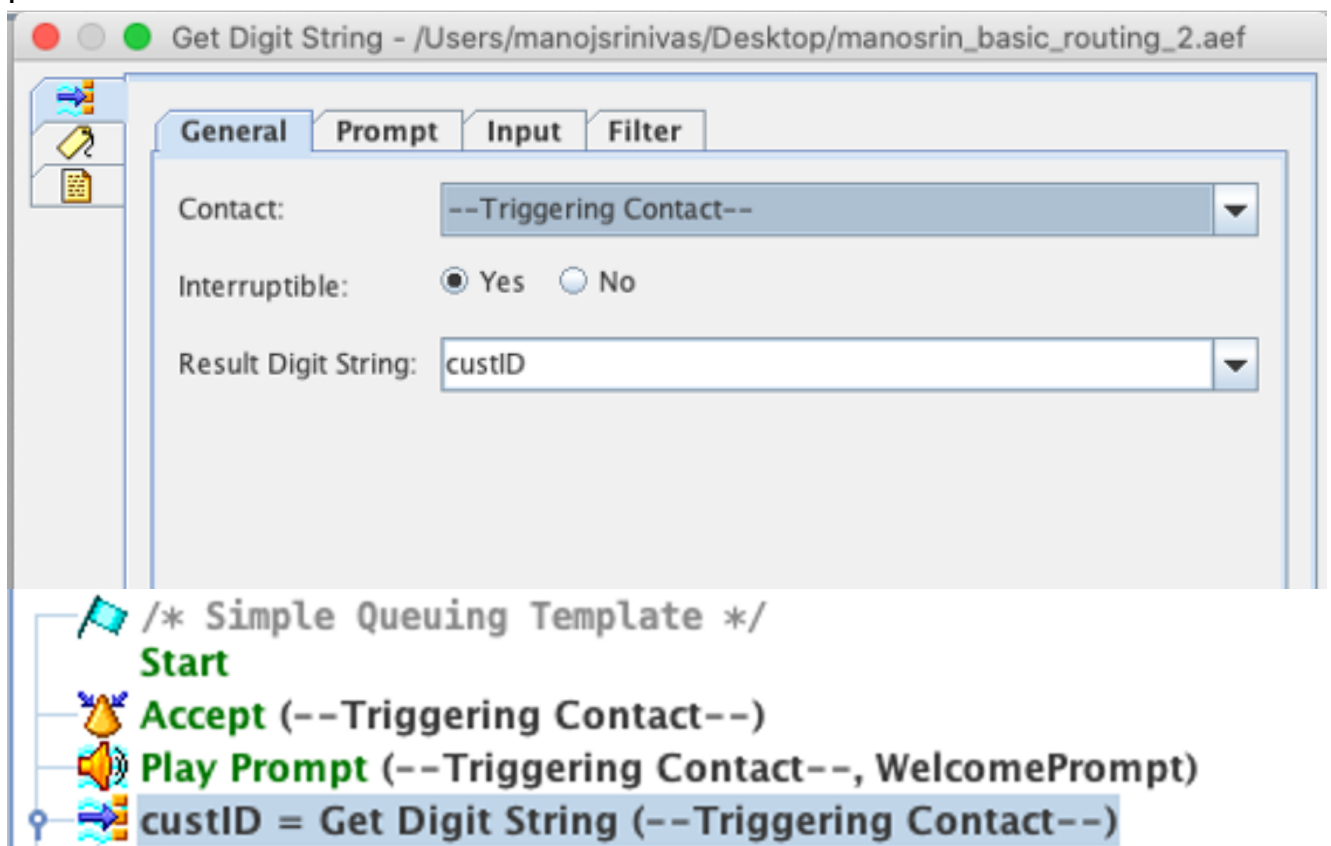 Get Digit String - /Users/manojsrinivas/Desktop/manosrin_basic_routing_2.aef
General Prompt Input Filter
Contact: --Triggering Contact--
Interruptible: Yes No
Result Digit String: custID
/* Simple Queuing Template */
Start
Accept (--Triggering Contact--)
Play Prompt (--Triggering Contact--, WelcomePrompt)
custID = Get Digit String (--Triggering Contact--)